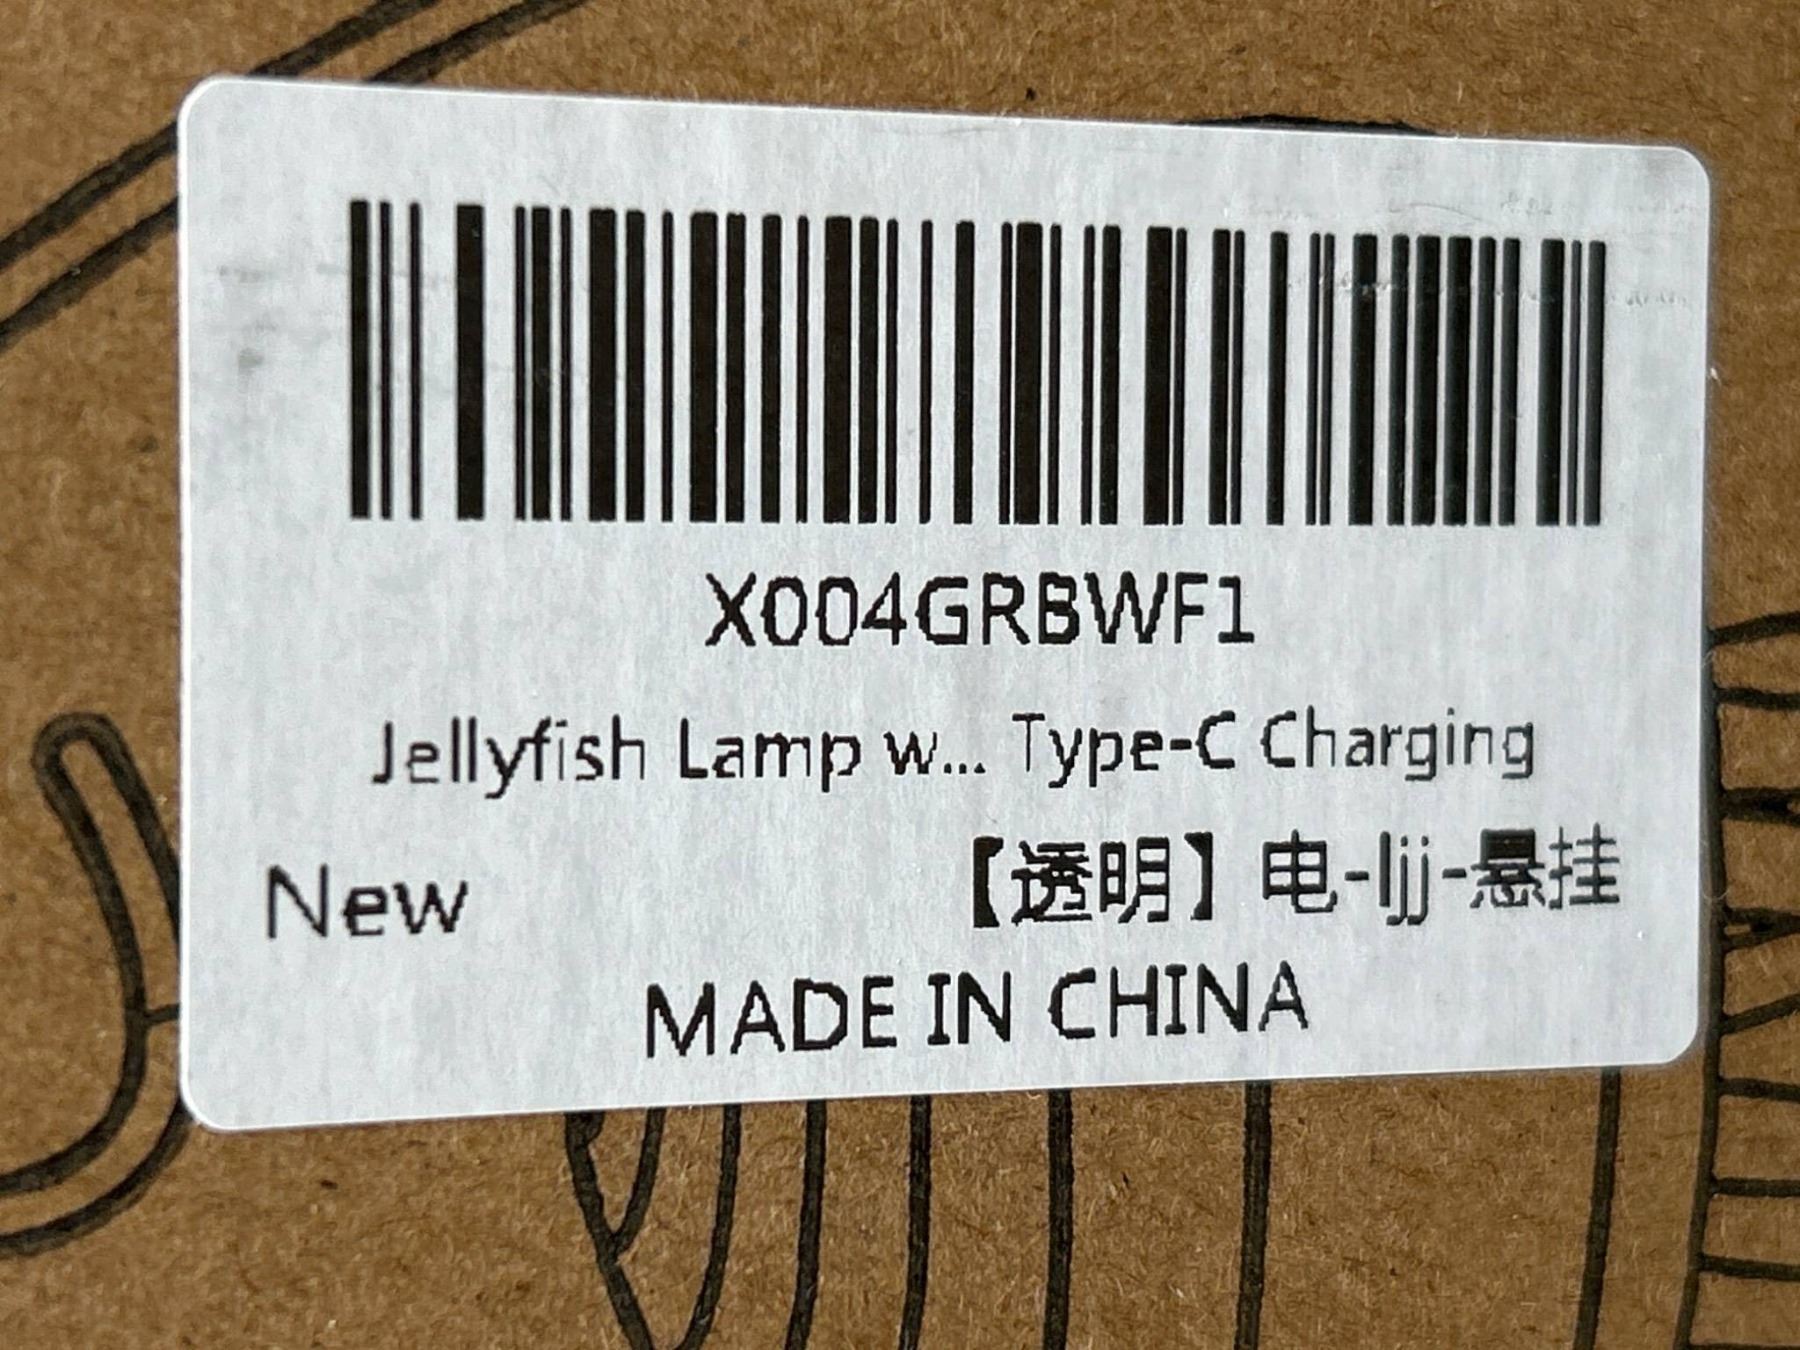 X004GRBWF1
Jellyfish Lamp w... Type-C Charging
New 【透明】电-ljj-悬挂
MADE IN CHINA